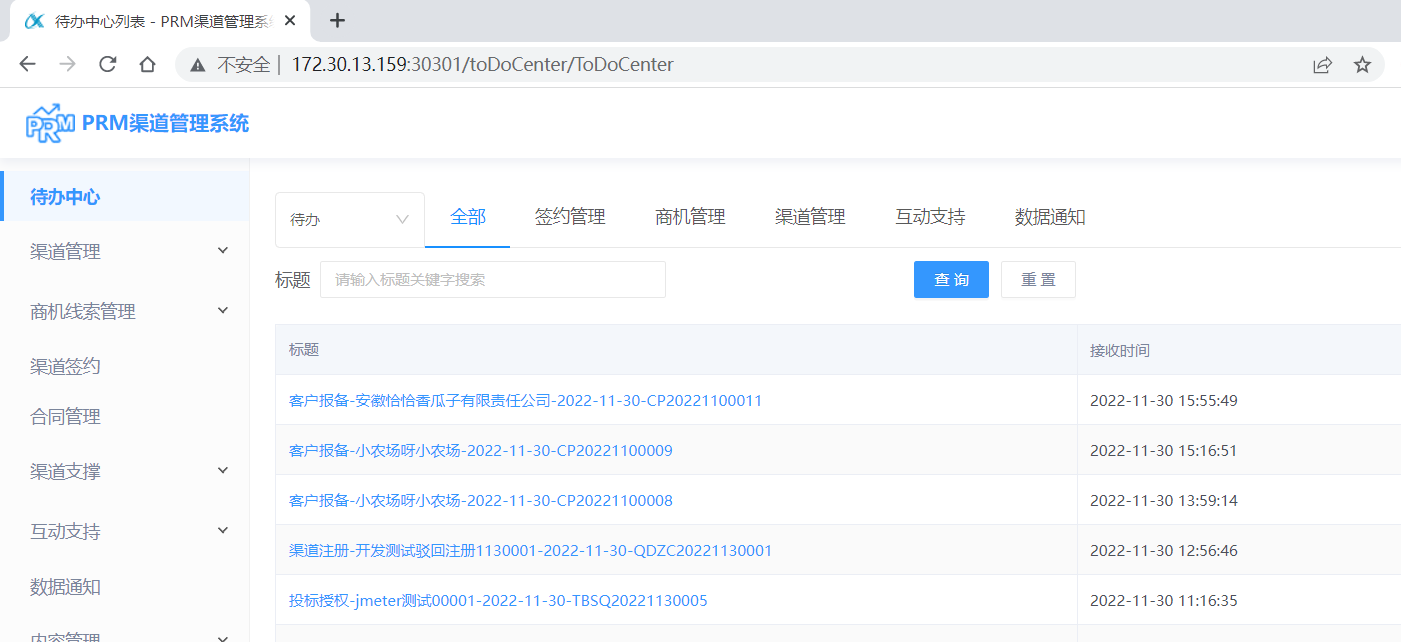 待办中心列表 - PRM渠道管理系
不安全 | 172.30.13.159:30301/toDoCenter/ToDoCenter
PRM PRM渠道管理系统
待办中心
渠道管理
商机线索管理
渠道签约
合同管理
渠道支撑
互动支持
数据通知
内容管理
待办 全部 签约管理 商机管理 渠道管理 互动支持 数据通知
标题 请输入标题关键字搜索 查 询 重 置
标题 接收时间
客户报备-安徽恰恰香瓜子有限责任公司-2022-11-30-CP20221100011 2022-11-30 15:55:49
客户报备-小农场呀小农场-2022-11-30-CP20221100009 2022-11-30 15:16:51
客户报备-小农场呀小农场-2022-11-30-CP20221100008 2022-11-30 13:59:14
渠道注册-开发测试驳回注册1130001-2022-11-30-QDZC20221130001 2022-11-30 12:56:46
投标授权-jmeter测试00001-2022-11-30-TBSQ20221130005 2022-11-30 11:16:35